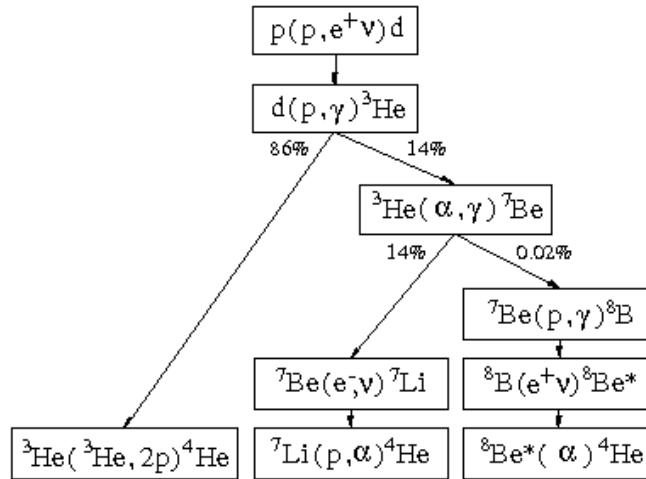 p(p,e⁺ν)d
d(p,γ)³He
86%
14%
³He(α,γ)⁷Be
14%
0.02%
⁷Be(p,γ)⁸B
⁷Be(e⁻,ν)⁷Li
⁸B(e⁺ν)⁸Be*
³He(³He,2p)⁴He
⁷Li(p,α)⁴He
⁸Be*(α)⁴He